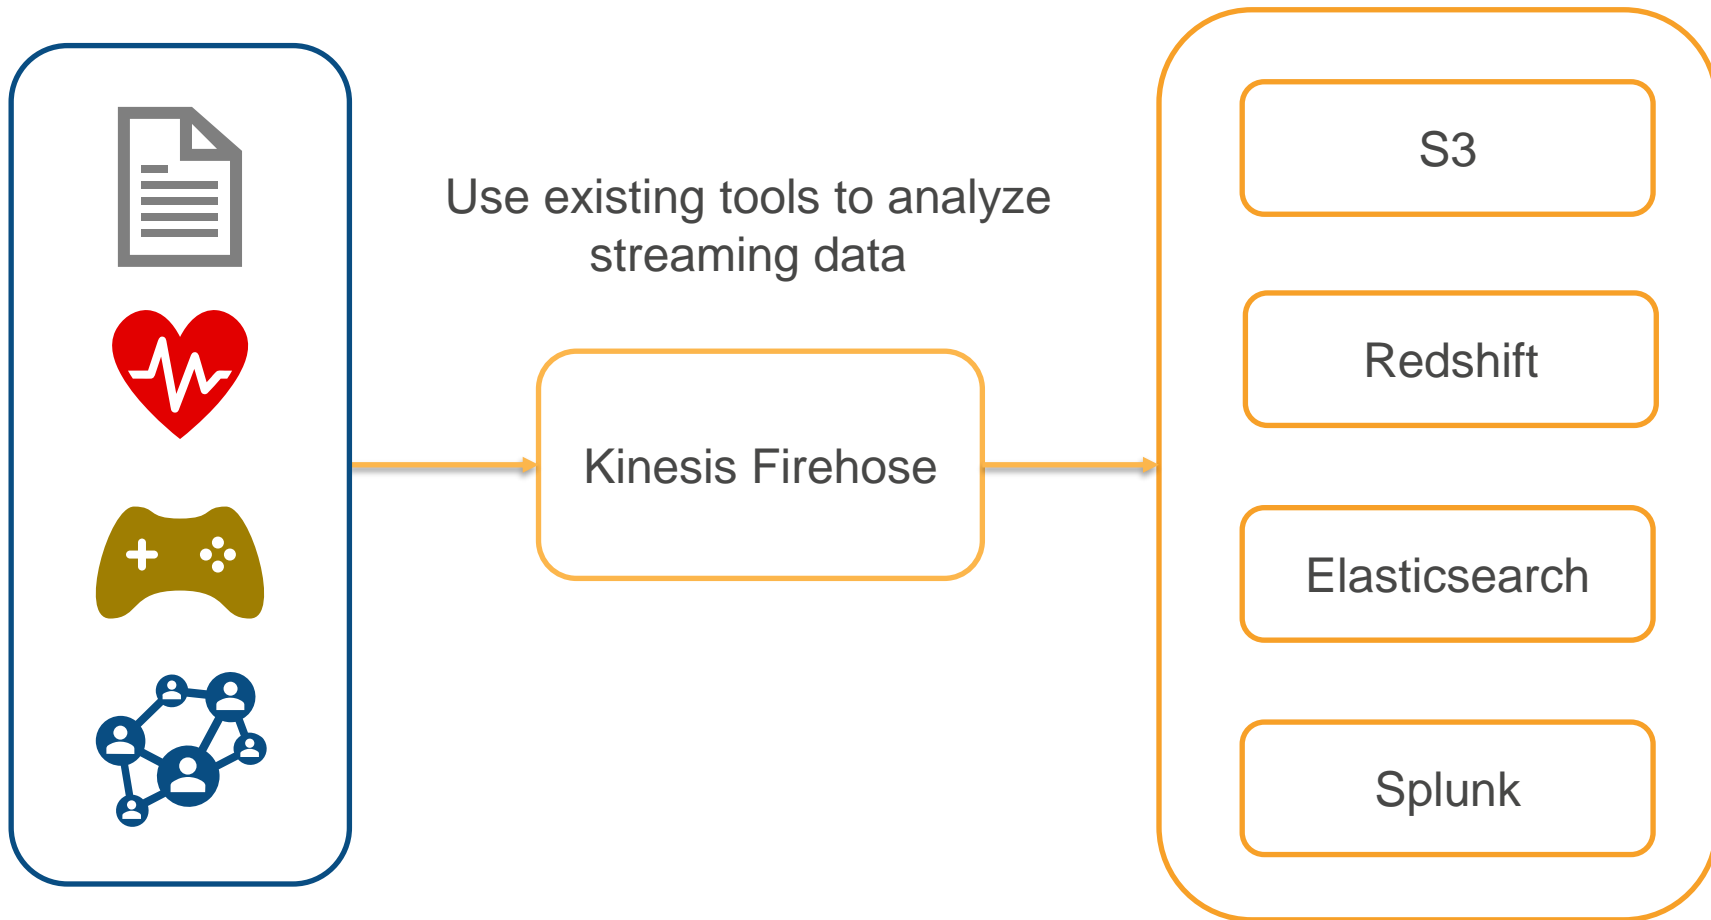 Use existing tools to analyze
streaming data
Kinesis Firehose
S3
Redshift
Elasticsearch
Splunk